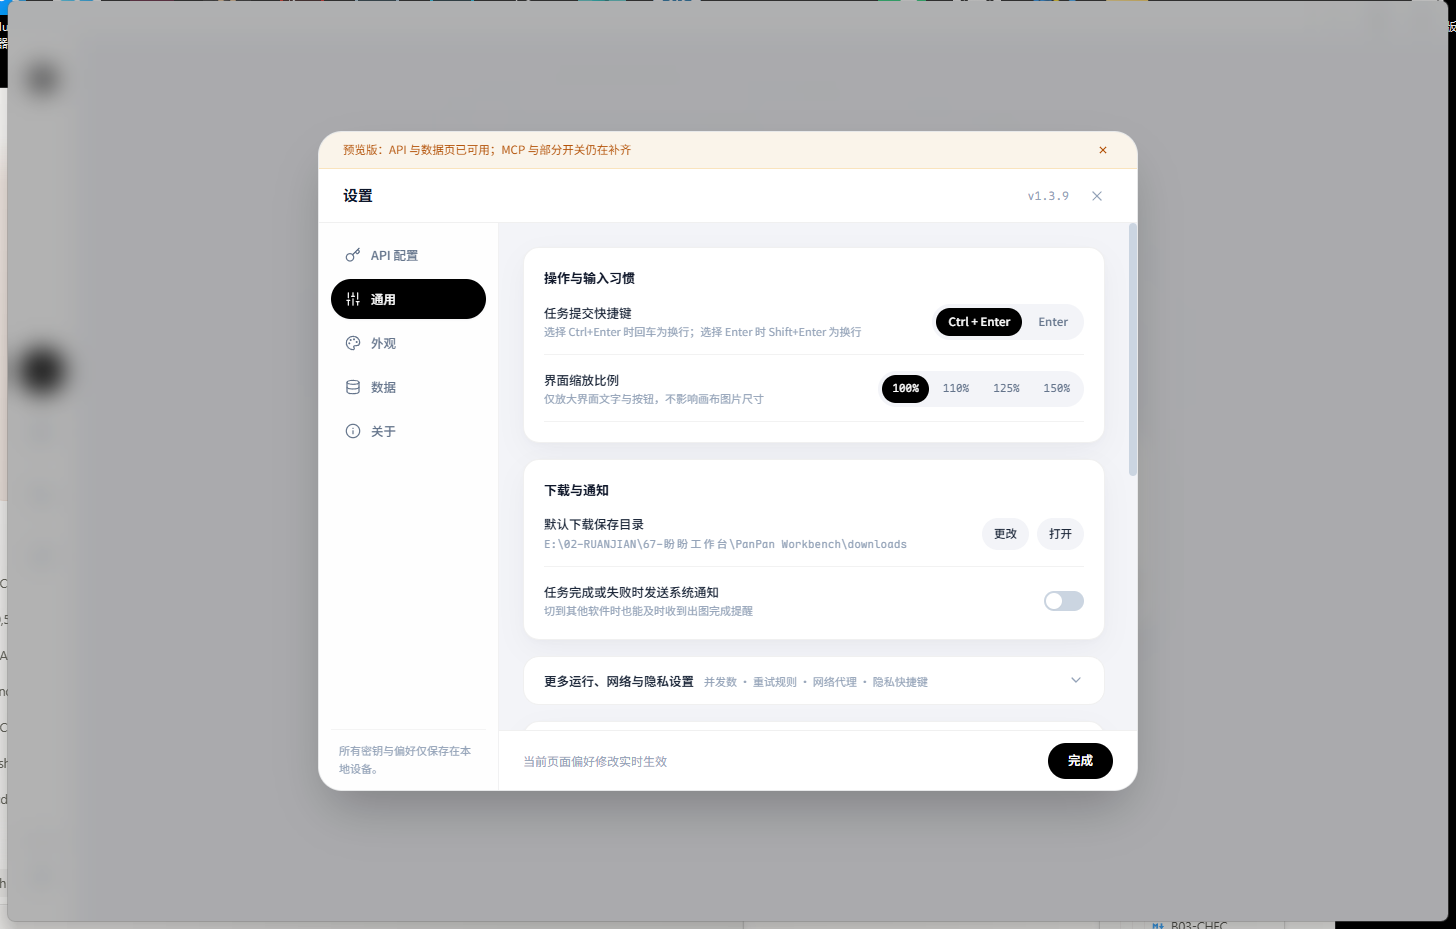 预览版：API 与数据页已可用；MCP 与部分开关仍在补齐
设置
v1.3.9
API 配置
通用
外观
数据
关于
所有密钥与偏好仅保存在本
地设备。
操作与输入习惯
任务提交快捷键
选择 Ctrl+Enter 时回车为换行；选择 Enter 时 Shift+Enter 为换行
Ctrl + Enter
Enter
界面缩放比例
仅放大界面文字与按钮，不影响画布图片尺寸
100%
110%
125%
150%
下载与通知
默认下载保存目录
E:\02-RUANJIAN\67-盼盼工作台\PanPan Workbench\downloads
更改
打开
任务完成或失败时发送系统通知
切到其他软件时也能及时收到出图完成提醒
更多运行、网络与隐私设置 并发数 · 重试规则 · 网络代理 · 隐私快捷键
当前页面偏好修改实时生效
完成